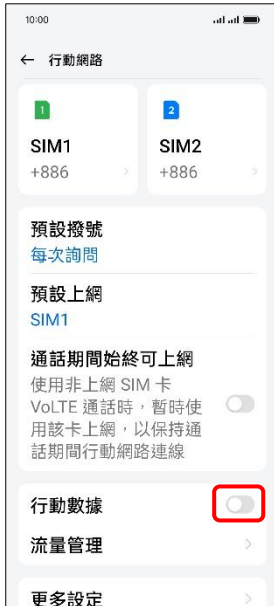 10:00
← 行動網路
1
2
SIM1
SIM2
+886
+886
預設撥號
每次詢問
預設上網
SIM1
通話期間始終可上網
使用非上網 SIM 卡
VoLTE 通話時，暫時使
用該卡上網，以保持通
話期間行動網路連線
行動數據
流量管理
更多設定